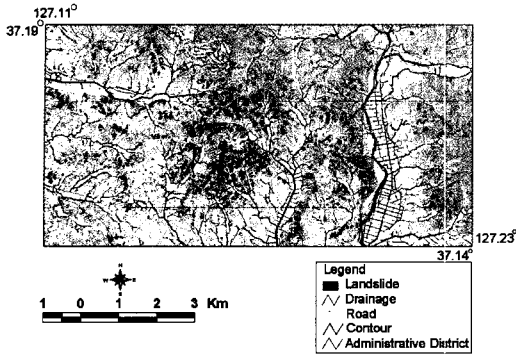 127.11°
37.19°
127.23°
37.14°
N
W E
S
1 0 1 2 3 Km
Legend
Landslide
Drainage
Road
Contour
Administrative District